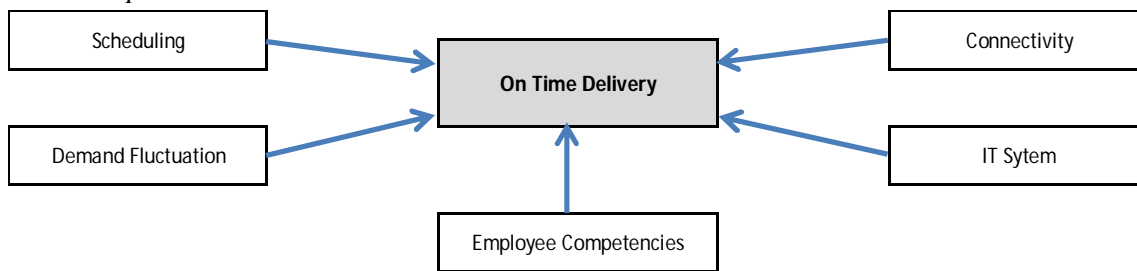 Scheduling
Connectivity
On Time Delivery
Demand Fluctuation
IT Sytem
Employee Competencies